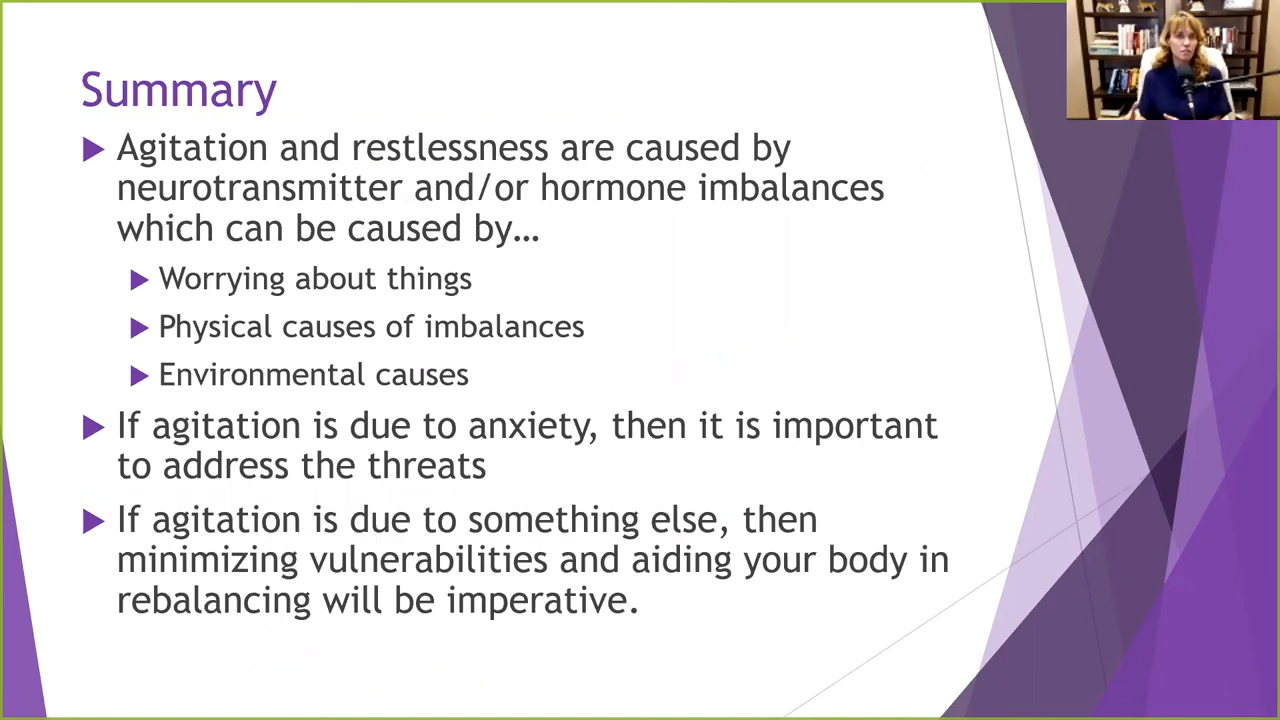 Summary
Agitation and restlessness are caused by
neurotransmitter and/or hormone imbalances
which can be caused by…
Worrying about things
Physical causes of imbalances
Environmental causes
If agitation is due to anxiety, then it is important
to address the threats
If agitation is due to something else, then
minimizing vulnerabilities and aiding your body in
rebalancing will be imperative.